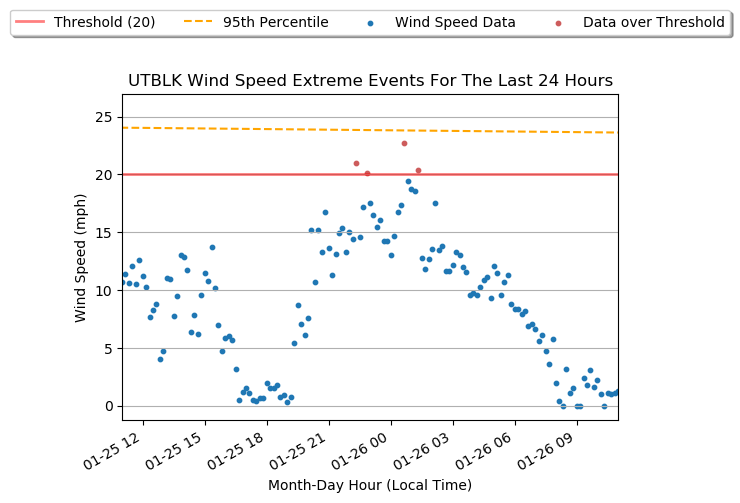 Threshold (20) 95th Percentile Wind Speed Data Data over Threshold
UTBLK Wind Speed Extreme Events For The Last 24 Hours
25
20
15
10
5
0
Wind Speed (mph)
01-25 12 01-25 15 01-25 18 01-25 21 01-26 00 01-26 03 01-26 06 01-26 09
Month-Day Hour (Local Time)